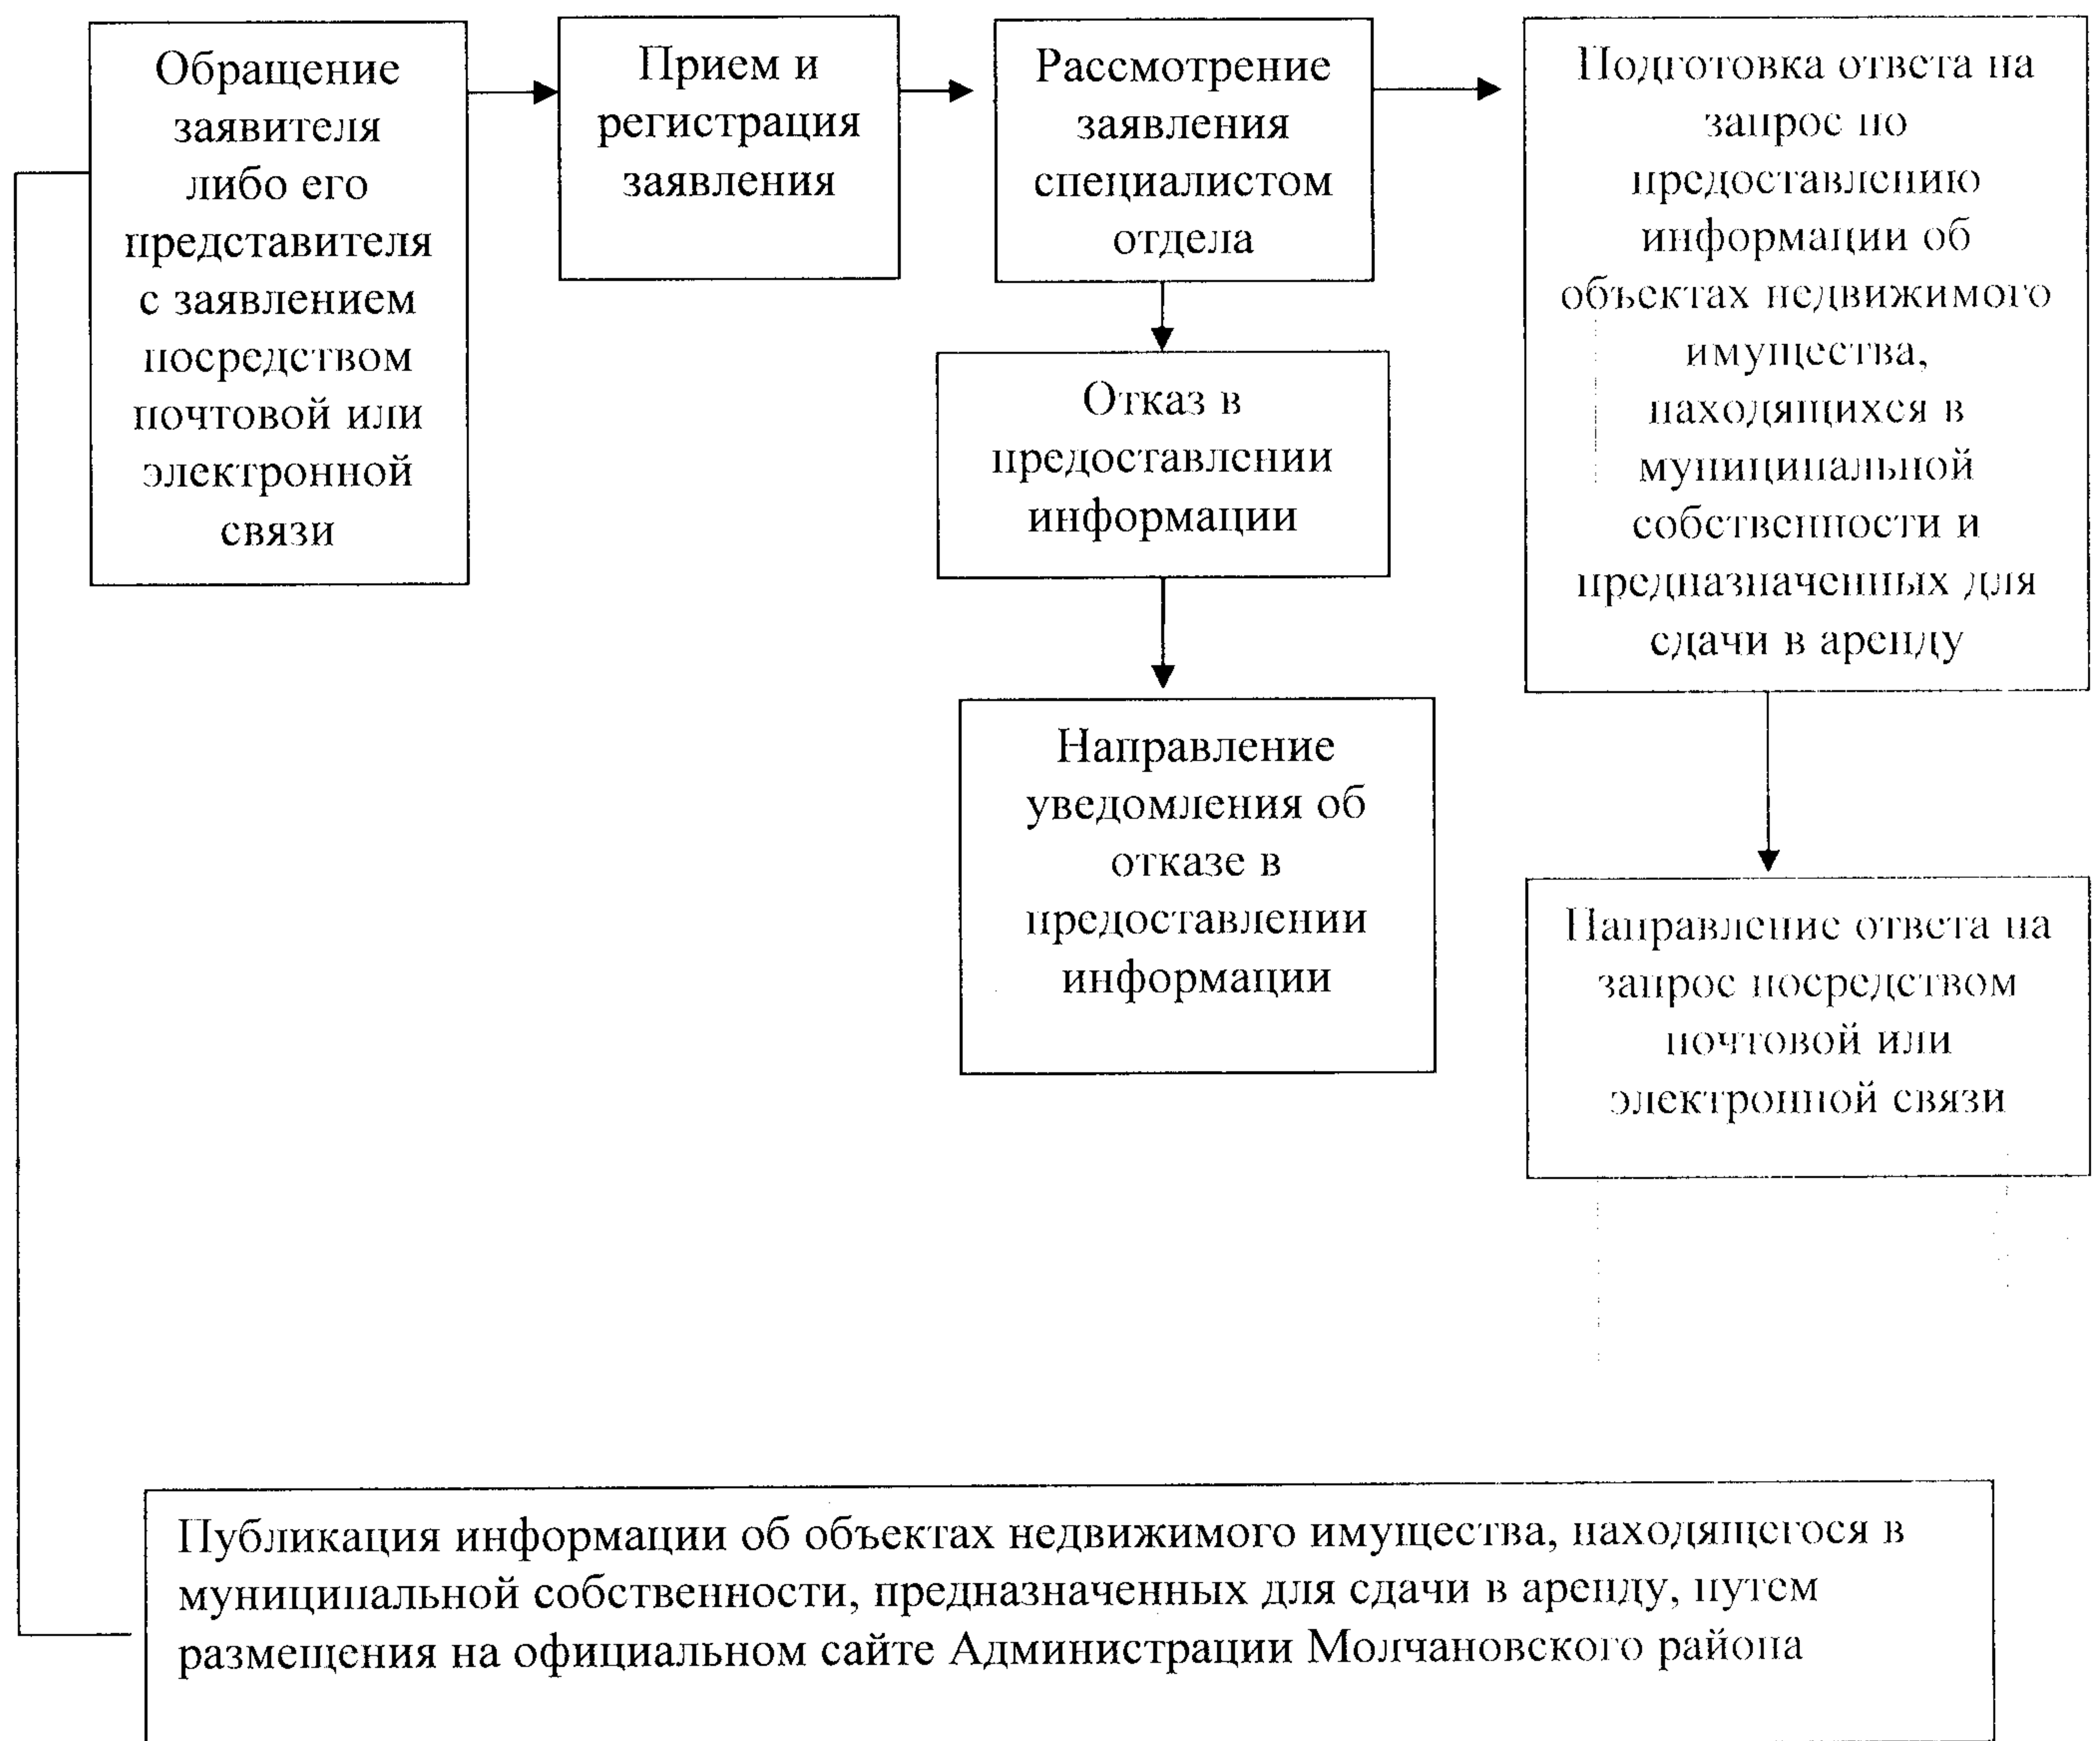 Обращение
заявителя
либо его
представителя
с заявлением
посредством
почтовой или
электронной
связи
Прием и
регистрация
заявления
Рассмотрение
заявления
специалистом
отдела
Отказ в
предоставлении
информации
Направление
уведомления об
отказе в
предоставлении
информации
Подготовка ответа на
запрос по
предоставлению
информации об
объектах недвижимого
имущества,
находящихся в
муниципальной
собственности и
предназначенных для
сдачи в аренду
Направление ответа на
запрос посредством
почтовой или
электронной связи
Публикация информации об объектах недвижимого имущества, находящегося в
муниципальной собственности, предназначенных для сдачи в аренду, путем
размещения на официальном сайте Администрации Молчановского района